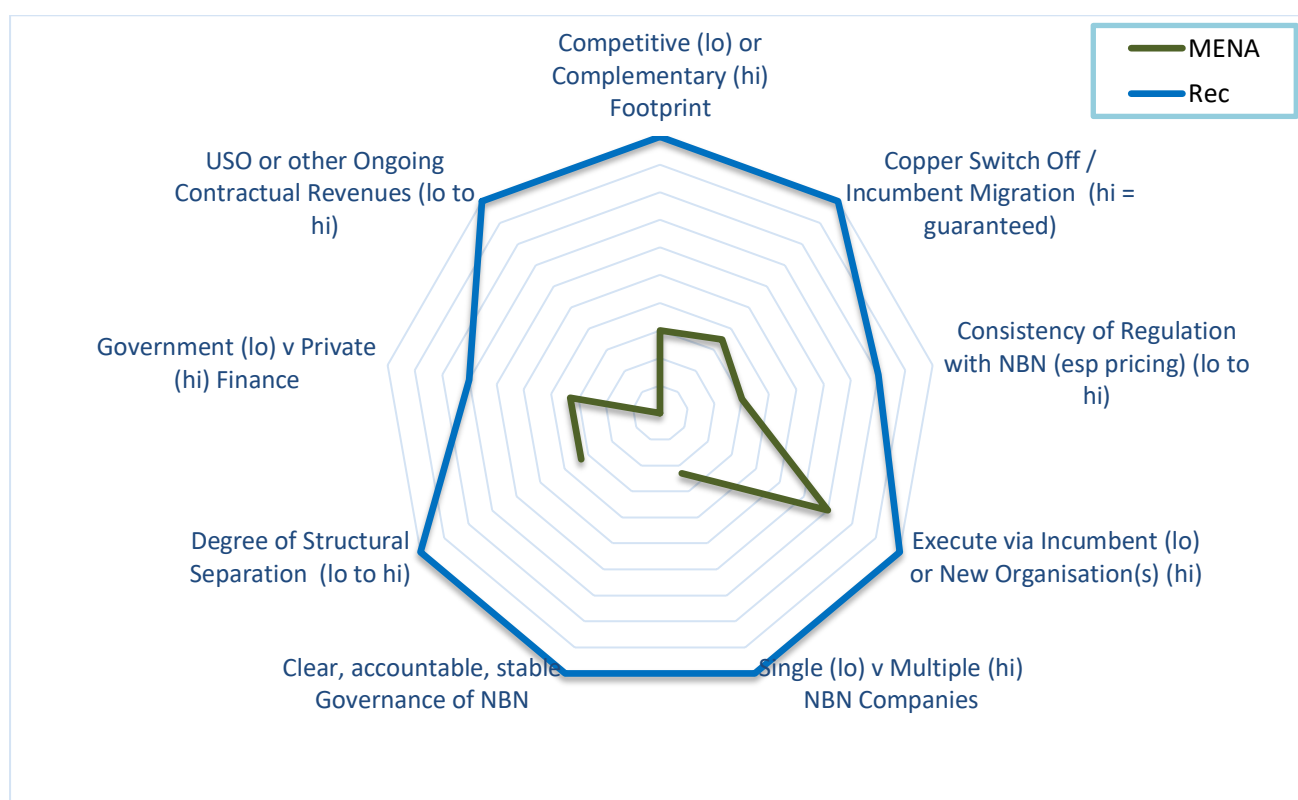 Competitive (lo) or
Complementary (hi)
Footprint
MENA
Rec
USO or other Ongoing
Contractual Revenues (lo to
hi)
Copper Switch Off /
Incumbent Migration (hi =
guaranteed)
Government (lo) v Private
(hi) Finance
Consistency of Regulation
with NBN (esp pricing) (lo to
hi)
Degree of Structural
Separation (lo to hi)
Execute via Incumbent (lo)
or New Organisation(s) (hi)
Clear, accountable, stable
Governance of NBN
Single (lo) v Multiple (hi)
NBN Companies